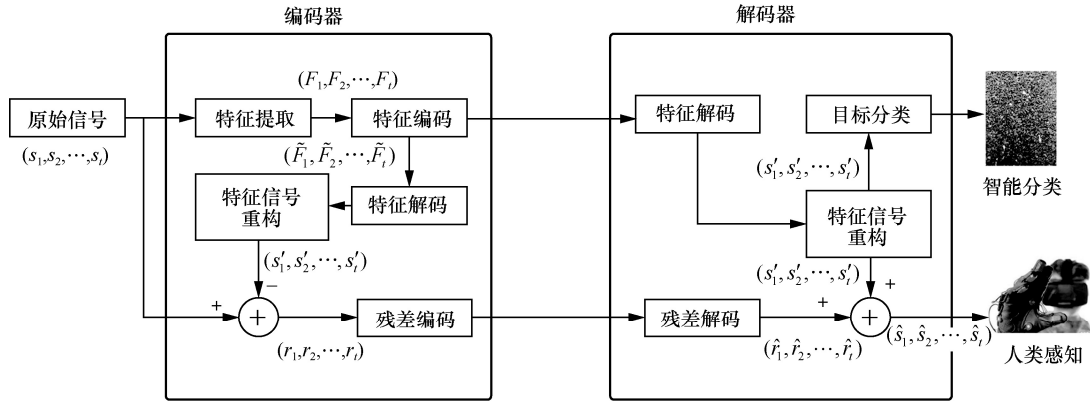 编码器
解码器
(F₁,F₂,⋯,Fₜ)
原始信号
特征提取
特征编码
特征解码
目标分类
(s₁,s₂,⋯,sₜ)
(F̃₁,F̃₂,⋯,F̃ₜ)
(s′₁,s′₂,⋯,s′ₜ)
智能分类
特征信号
重构
特征解码
特征信号
重构
(s′₁,s′₂,⋯,s′ₜ)
(s′₁,s′₂,⋯,s′ₜ)
−
+
+
+
+
+
残差编码
残差解码
(r₁,r₂,⋯,rₜ)
(r̂₁,r̂₂,⋯,r̂ₜ)
(ŝ₁,ŝ₂,⋯,ŝₜ)
人类感知